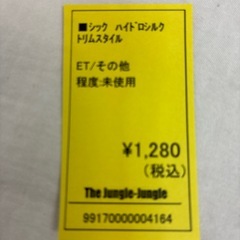 ■シック ハイドロシルク
トリムスタイル
ET/その他
程度:未使用
¥1,280
(税込)
The Jungle-Jungle
99170000004164